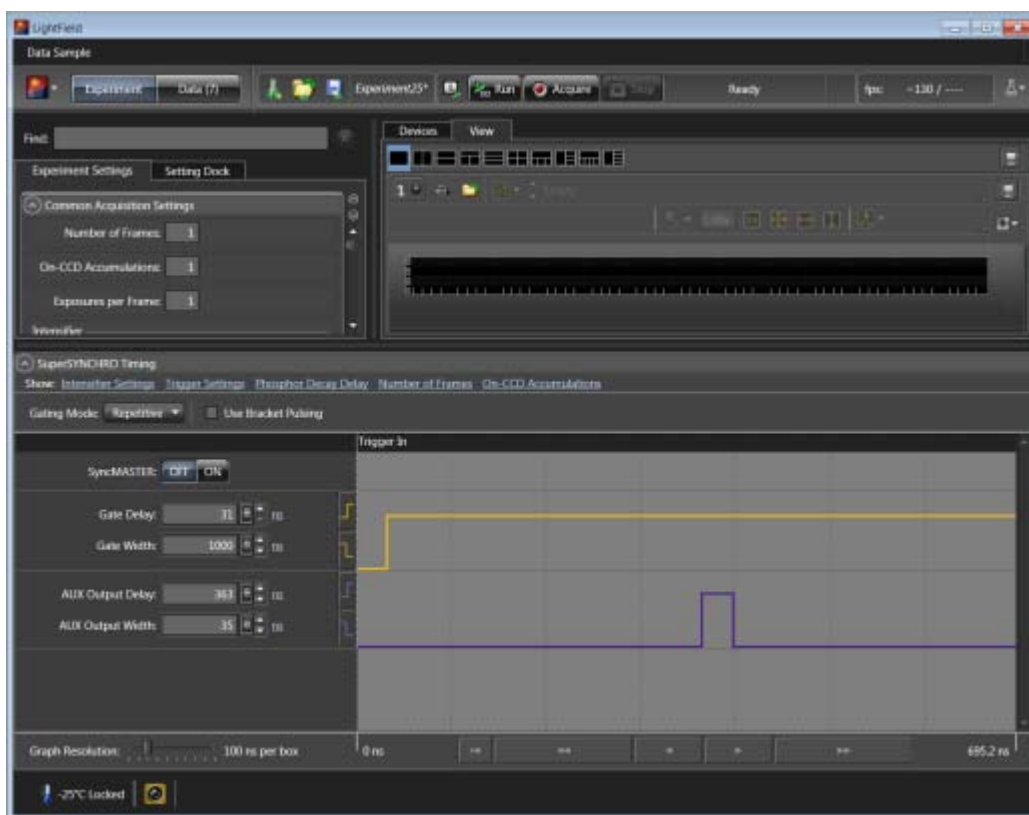 LightField
Data Sample
Experiment Data (7) Experiment25* Run Acquire Stop Ready fps: ~130 / ----
Find:
Devices View
Experiment Settings Setting Dock
1
Common Acquisition Settings
Number of Frames: 1
On-CCD Accumulations: 1
Exposures per Frame: 1
Intensifier
SuperSYNCHRO Timing
Show: Intensifier Settings Trigger Settings Phosphor Decay Delay Number of Frames On-CCD Accumulations
Gating Mode: Repetitive Use Bracket Pulsing
Trigger In
SyncMASTER: OFF ON
Gate Delay: 31 ns
Gate Width: 1000 ns
AUX Output Delay: 363 ns
AUX Output Width: 35 ns
Graph Resolution: 100 ns per box 0 ns 695.2 ns
-25°C Locked